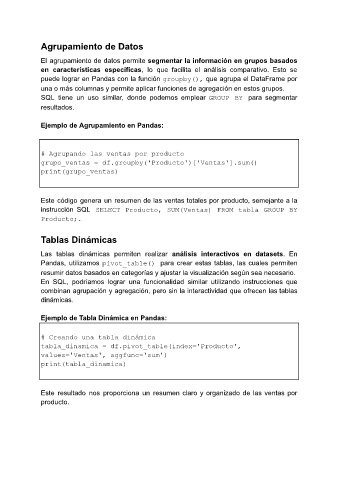 Agrupamiento de Datos
El agrupamiento de datos permite segmentar la información en grupos basados
en características específicas, lo que facilita el análisis comparativo. Esto se
puede lograr en Pandas con la función groupby(), que agrupa el DataFrame por
una o más columnas y permite aplicar funciones de agregación en estos grupos.
SQL tiene un uso similar, donde podemos emplear GROUP BY para segmentar
resultados.
Ejemplo de Agrupamiento en Pandas:
# Agrupando las ventas por producto
grupo_ventas = df.groupby('Producto')['Ventas'].sum()
print(grupo_ventas)
Este código genera un resumen de las ventas totales por producto, semejante a la
instrucción SQL SELECT Producto, SUM(Ventas) FROM tabla GROUP BY
Producto;.
Tablas Dinámicas
Las tablas dinámicas permiten realizar análisis interactivos en datasets. En
Pandas, utilizamos pivot_table() para crear estas tablas, las cuales permiten
resumir datos basados en categorías y ajustar la visualización según sea necesario.
En SQL, podríamos lograr una funcionalidad similar utilizando instrucciones que
combinan agrupación y agregación, pero sin la interactividad que ofrecen las tablas
dinámicas.
Ejemplo de Tabla Dinámica en Pandas:
# Creando una tabla dinámica
tabla_dinamica = df.pivot_table(index='Producto',
values='Ventas', aggfunc='sum')
print(tabla_dinamica)
Este resultado nos proporciona un resumen claro y organizado de las ventas por
producto.